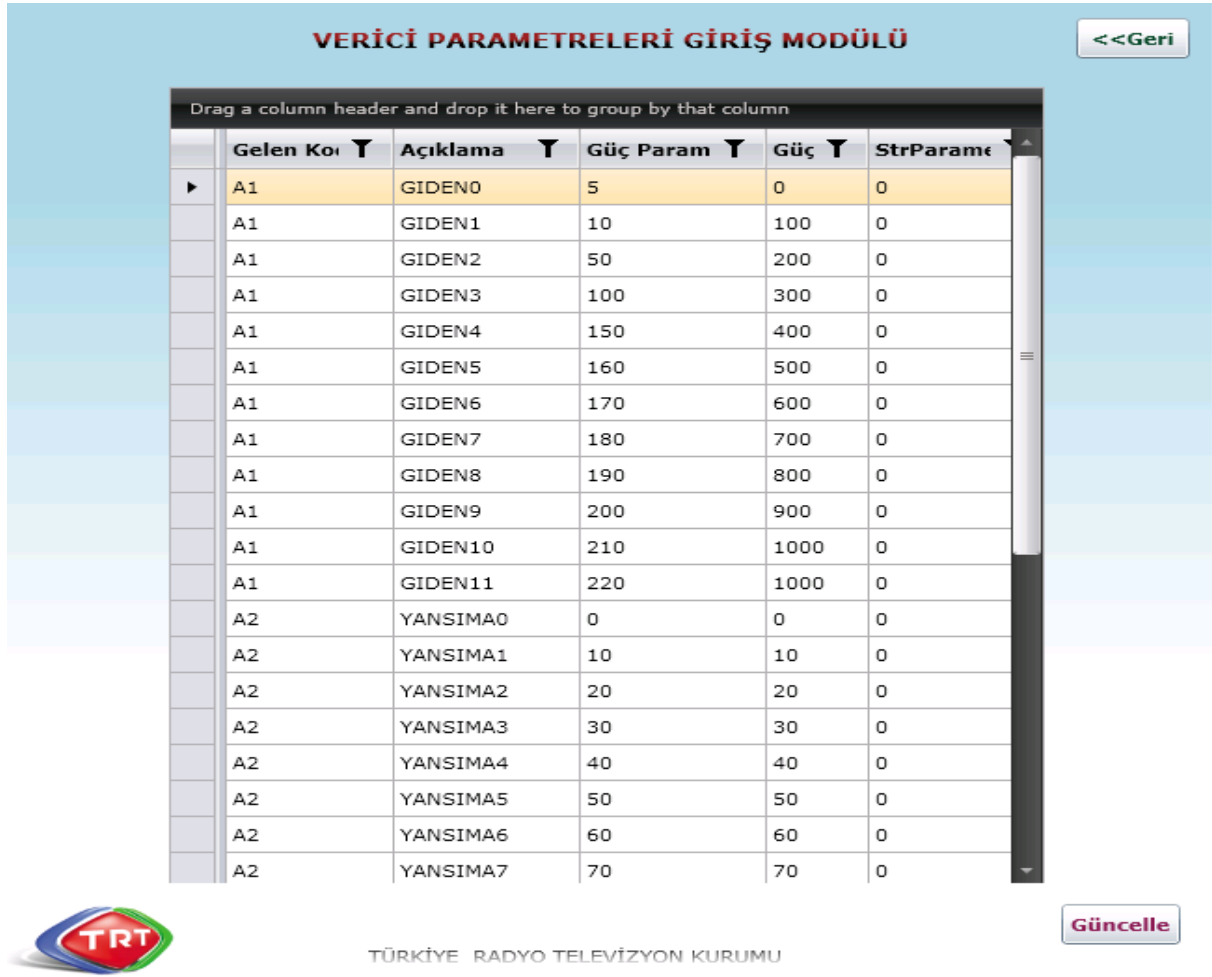 VERİCİ PARAMETRELERİ GİRİŞ MODÜLÜ
<<Geri
Drag a column header and drop it here to group by that column
Gelen Ko Açıklama Güç Param Güç StrParame
A1 GIDEN0 5 0 0
A1 GIDEN1 10 100 0
A1 GIDEN2 50 200 0
A1 GIDEN3 100 300 0
A1 GIDEN4 150 400 0
A1 GIDEN5 160 500 0
A1 GIDEN6 170 600 0
A1 GIDEN7 180 700 0
A1 GIDEN8 190 800 0
A1 GIDEN9 200 900 0
A1 GIDEN10 210 1000 0
A1 GIDEN11 220 1000 0
A2 YANSIMA0 0 0 0
A2 YANSIMA1 10 10 0
A2 YANSIMA2 20 20 0
A2 YANSIMA3 30 30 0
A2 YANSIMA4 40 40 0
A2 YANSIMA5 50 50 0
A2 YANSIMA6 60 60 0
A2 YANSIMA7 70 70 0
Güncelle
TRT
TÜRKİYE RADYO TELEVİZYON KURUMU